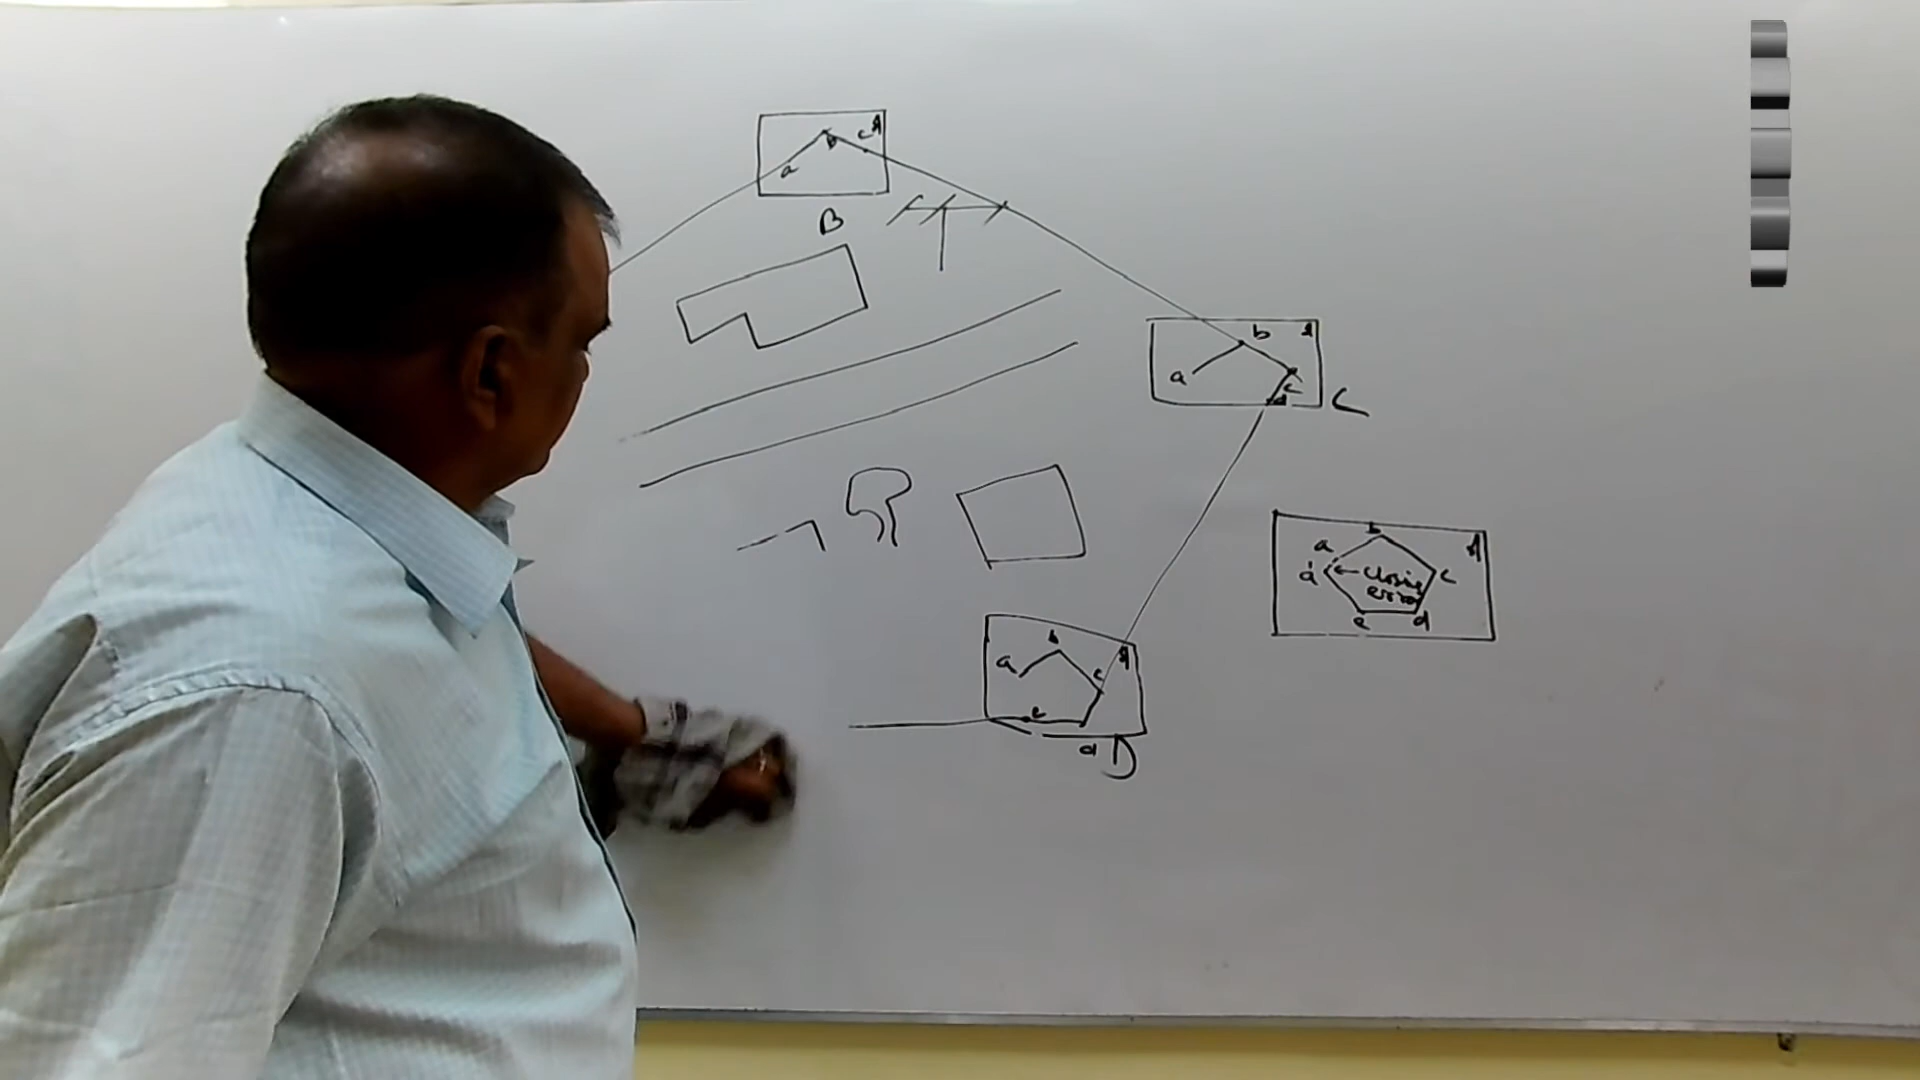 a b c
B
a b c
d
C
a b c
a' ← closing
error
e d
a b c
e
d D